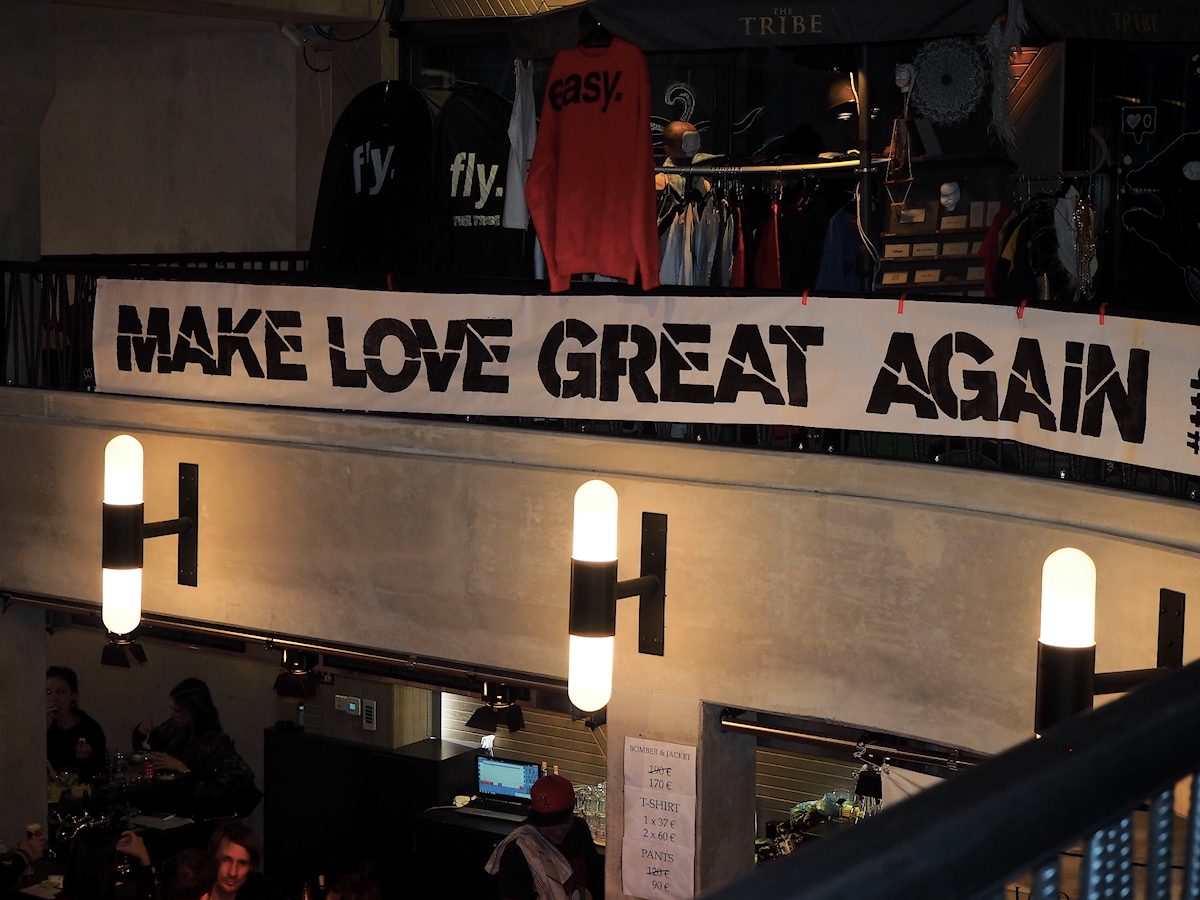 THE
TRIBE
TRIBE
easy.
fly.
fly.
0
MAKE LOVE GREAT AGAiN #
BOMBER & JACKET
190 €
170 €
T-SHIRT
1 x 37 €
2 x 60 €
PANTS
120 €
90 €